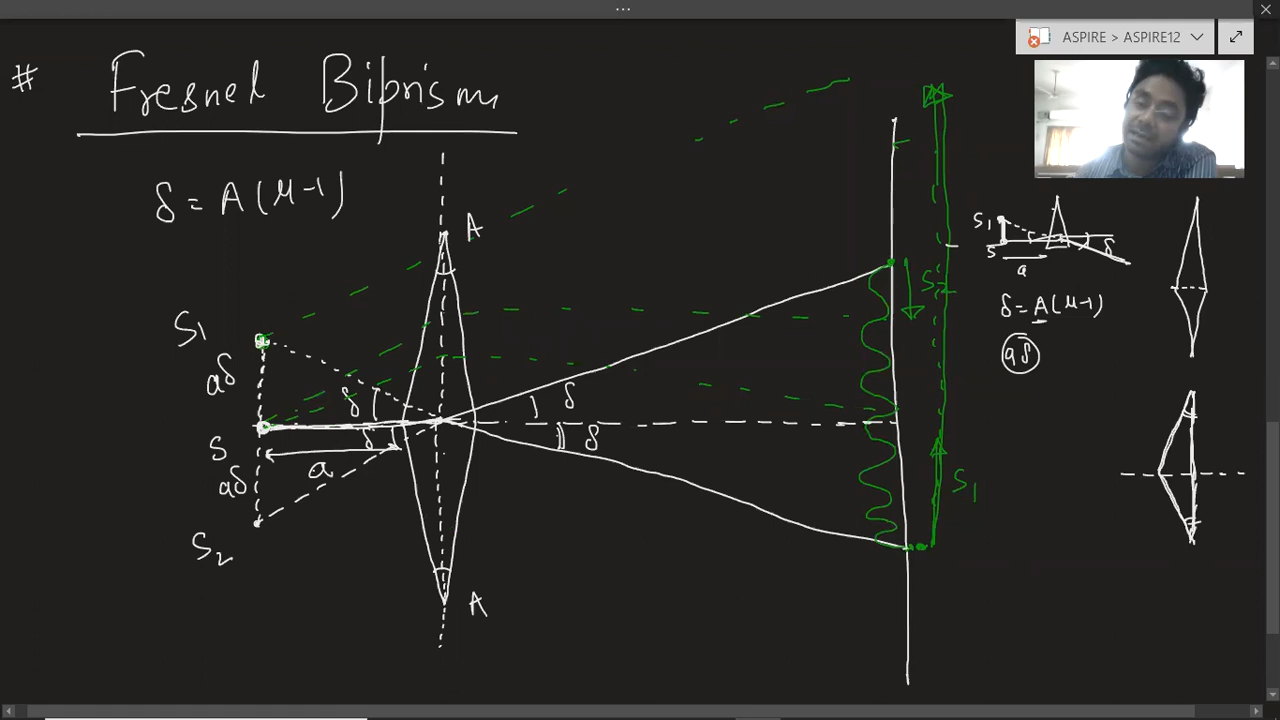 # Fresnel Biprism
δ = A(μ-1)
ASPIRE > ASPIRE12
A
S1
aδ
S
aδ
S2
a
δ
δ
δ
δ
A
S2
S1
S1
S
a
δ
δ = A(μ-1)
aδ